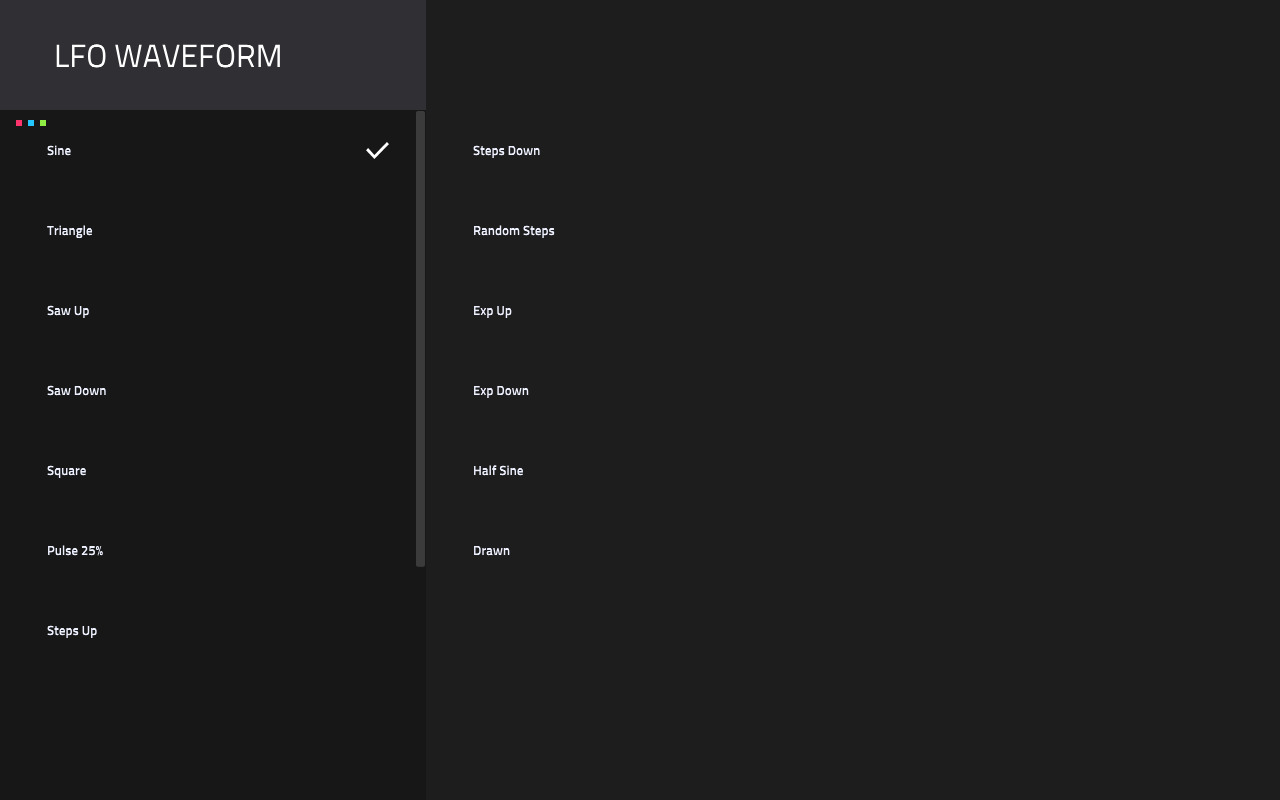 LFO WAVEFORM
Sine
Triangle
Saw Up
Saw Down
Square
Pulse 25%
Steps Up
Steps Down
Random Steps
Exp Up
Exp Down
Half Sine
Drawn